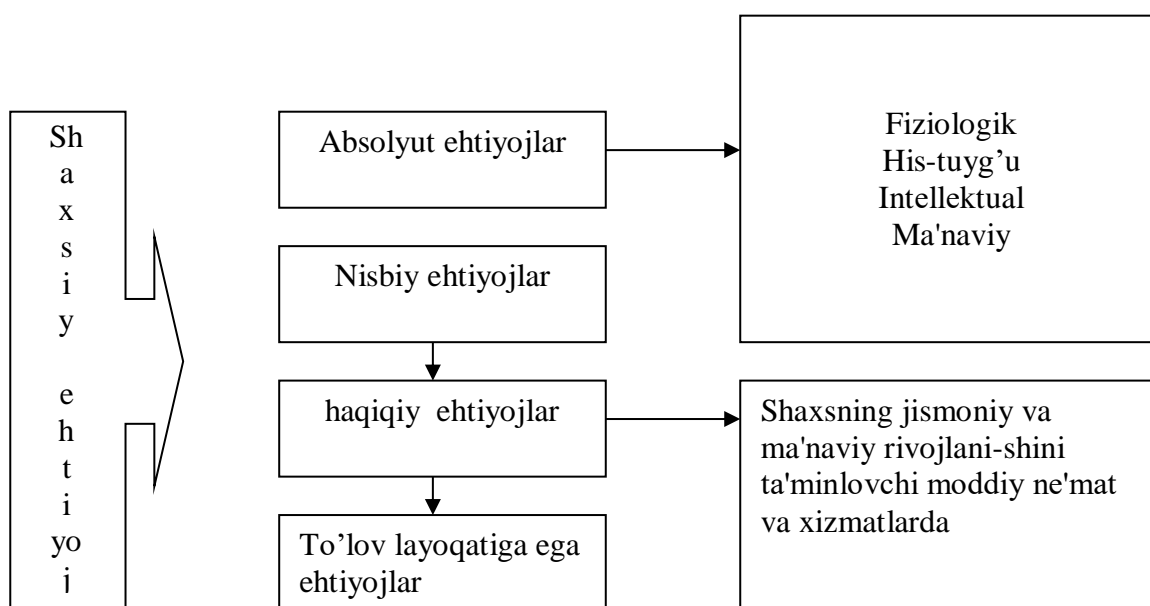 Sh
a
x
s
i
y
e
h
t
i
yo
j
Absolyut ehtiyojlar
Fiziologik
His-tuyg’u
Intellektual
Ma'naviy
Nisbiy ehtiyojlar
haqiqiy  ehtiyojlar
Shaxsning jismoniy va
ma'naviy rivojlani-shini
ta'minlovchi moddiy ne'mat
va xizmatlarda
To’lov layoqatiga ega
ehtiyojlar